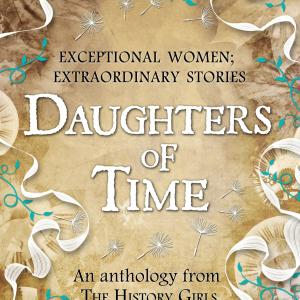 EXCEPTIONAL WOMEN;
EXTRAORDINARY STORIES
DAUGHTERS
OF
TIME
An anthology from
THE HISTORY GIRLS